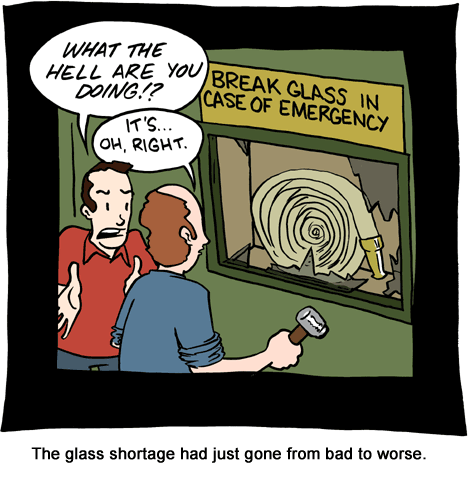 WHAT THE
HELL ARE YOU
DOING!?
IT'S...
OH, RIGHT.
BREAK GLASS IN
CASE OF EMERGENCY
The glass shortage had just gone from bad to worse.